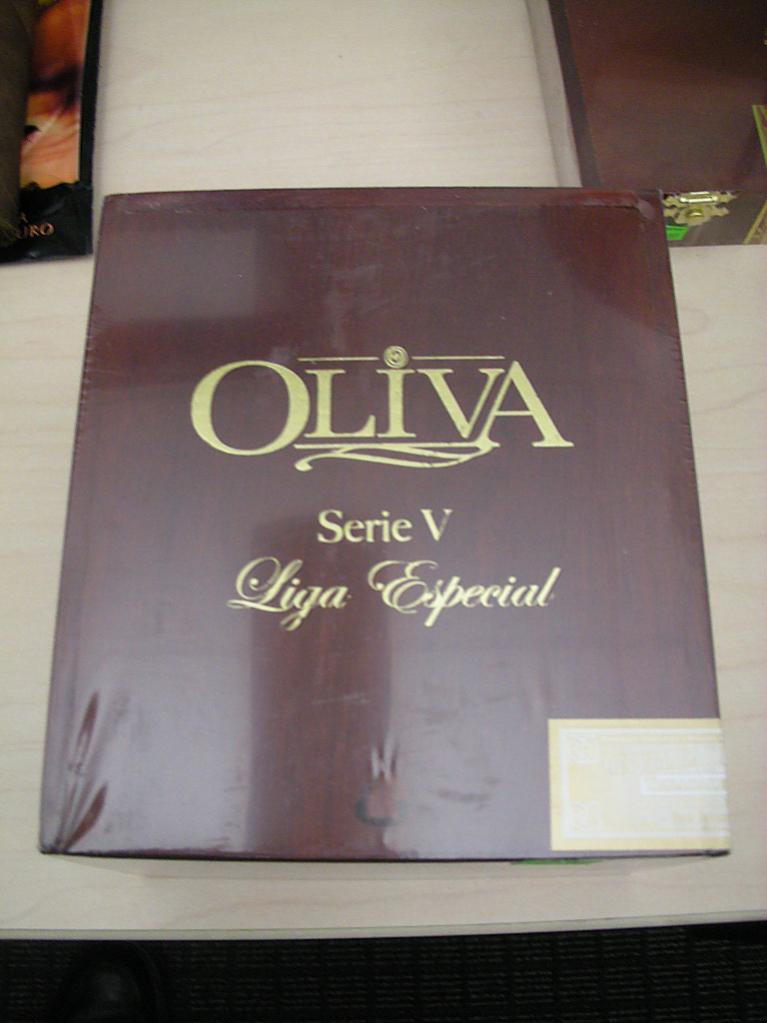 OLIVA
Serie V
Liga Especial